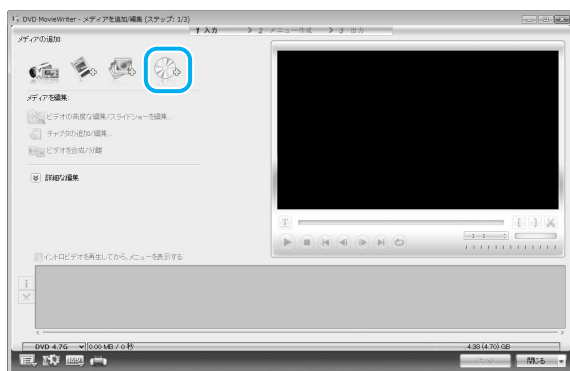 DVD MovieWriter - メディアを追加/編集 (ステップ: 1/3)
1 入力 > 2 メニュー作成 > 3 出力
メディアの追加:
メディアを編集:
ビデオの高度な編集/スライドショーを編集...
チャプタの追加/編集...
ビデオを合成/分離
詳細な編集
イントロビデオを再生してから、メニューを表示する
DVD 4.7G 0.00 MB / 0 秒 4.38 (4.70) GB
閉じる